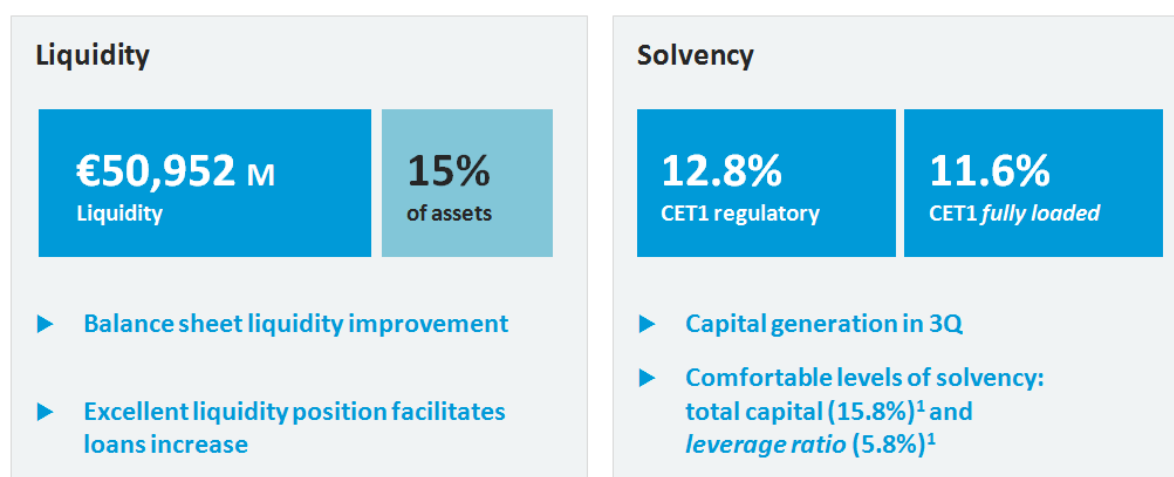 Liquidity
€50,952 M
Liquidity
15%
of assets
▶ Balance sheet liquidity improvement
▶ Excellent liquidity position facilitates
loans increase
Solvency
12.8%
CET1 regulatory
11.6%
CET1 fully loaded
▶ Capital generation in 3Q
▶ Comfortable levels of solvency:
total capital (15.8%)¹ and
leverage ratio (5.8%)¹